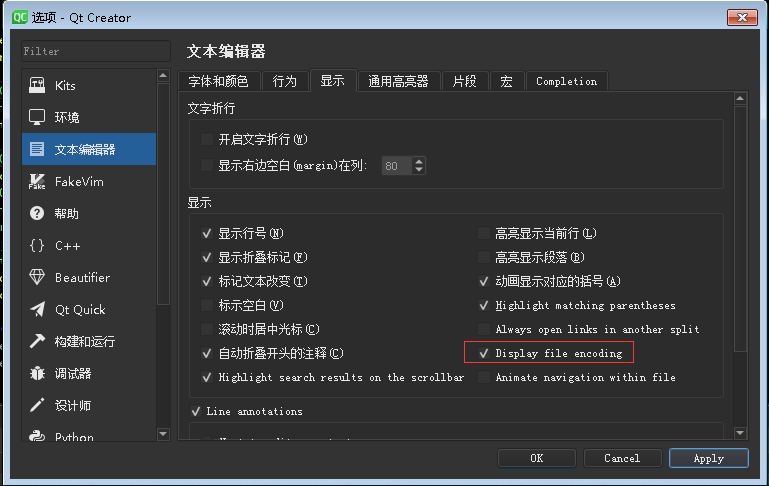 QC 选项 - Qt Creator
Filter
Kits
环境
文本编辑器
Fake FakeVim
帮助
{} C++
Beautifier
Qt Quick
构建和运行
调试器
设计师
Python
文本编辑器
字体和颜色 行为 显示 通用高亮器 片段 宏 Completion
文字折行
开启文字折行(W)
显示右边空白(margin)在列: 80
显示
显示行号(N)
显示折叠标记(F)
标记文本改变(T)
标示空白(V)
滚动时居中光标(C)
自动折叠开头的注释(C)
Highlight search results on the scrollbar
高亮显示当前行(L)
高亮显示段落(B)
动画显示对应的括号(A)
Highlight matching parentheses
Always open links in another split
Display file encoding
Animate navigation within file
Line annotations
OK Cancel Apply